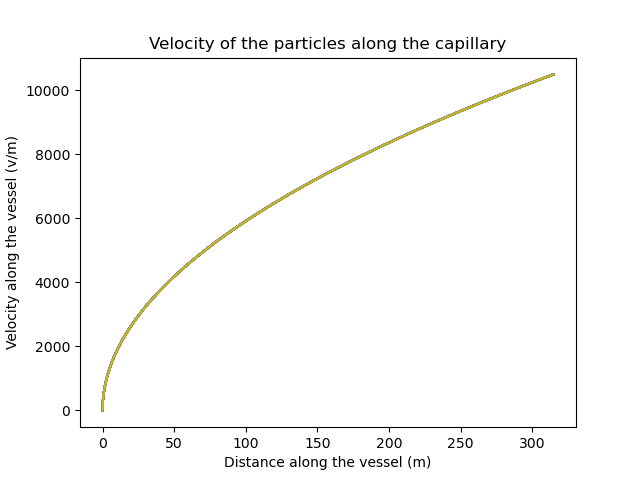 Velocity of the particles along the capillary
10000
8000
6000
4000
2000
0
Velocity along the vessel (v/m)
0 50 100 150 200 250 300
Distance along the vessel (m)